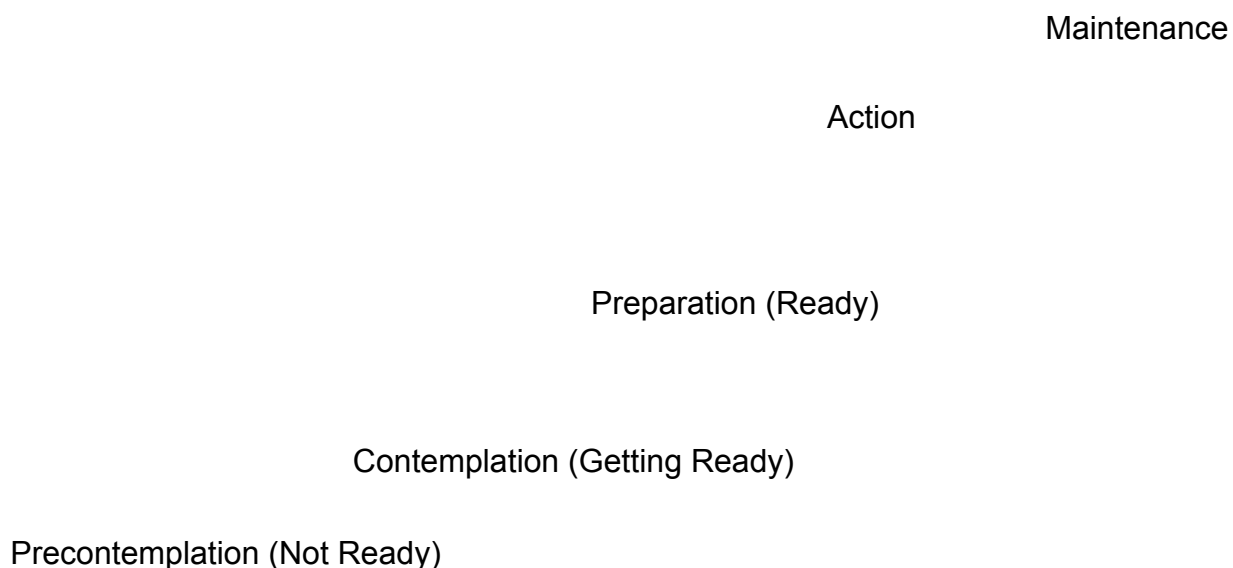 Maintenance
Action
Preparation (Ready)
Contemplation (Getting Ready)
Precontemplation (Not Ready)